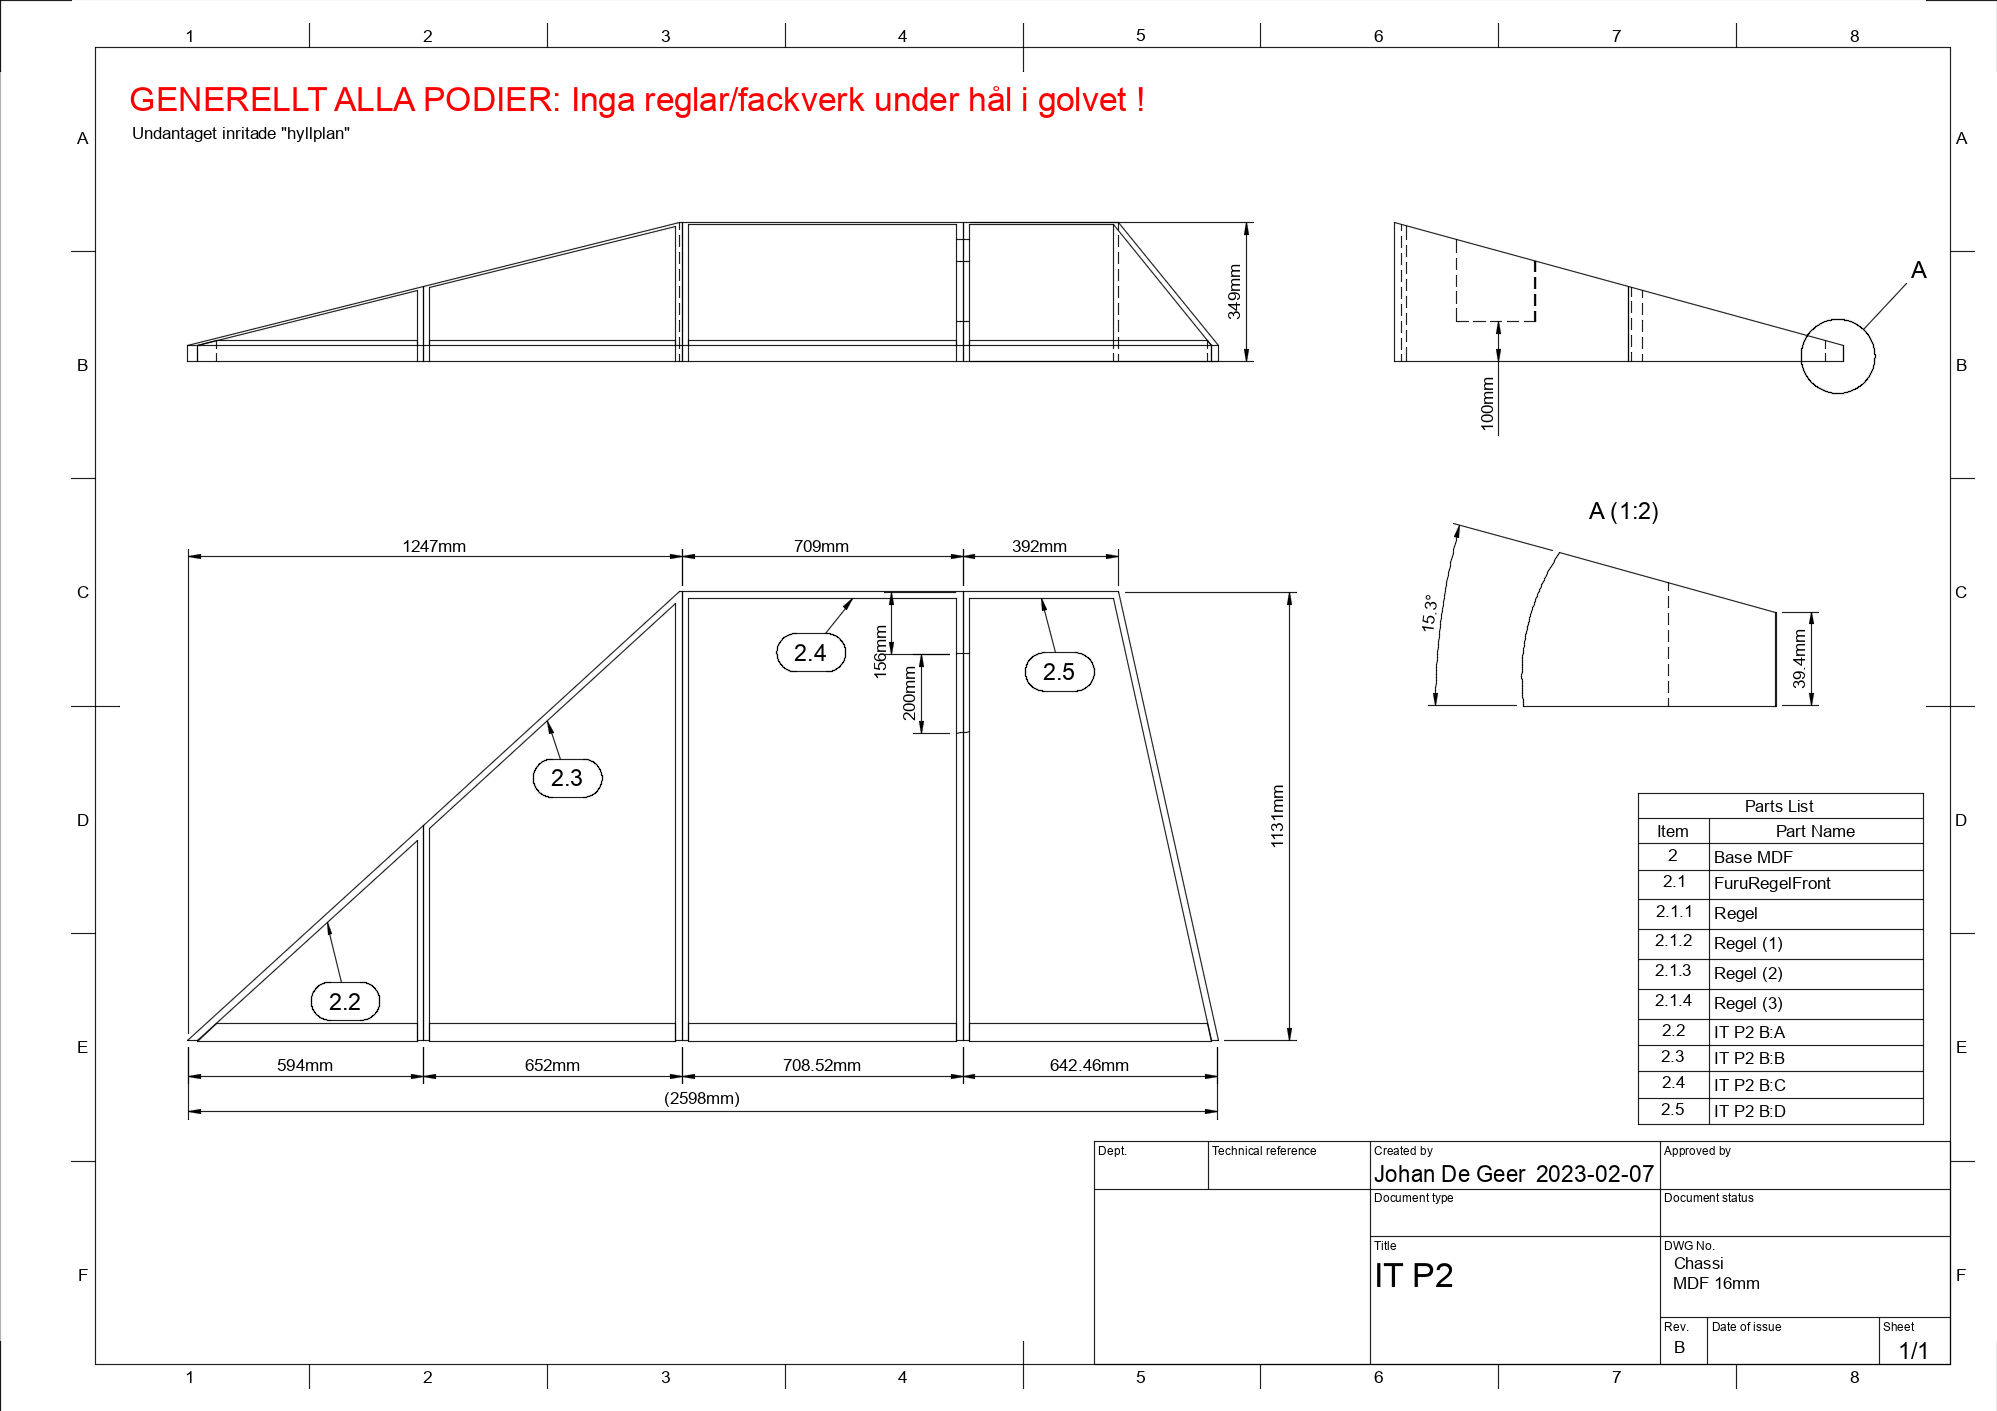 1 2 3 4 5 6 7 8
GENERELLT ALLA PODIER: Inga reglar/fackverk under hål i golvet !
Undantaget inritade "hyllplan"
A A
349mm
A
B B
100mm
A (1:2)
1247mm 709mm 392mm
C C
15.3°
2.4
156mm
2.5
39.4mm
200mm
2.3
1131mm
D D
Parts List
Item Part Name
2 Base MDF
2.1 FuruRegelFront
2.1.1 Regel
2.1.2 Regel (1)
2.1.3 Regel (2)
2.1.4 Regel (3)
2.2 IT P2 B:A
2.3 IT P2 B:B
2.4 IT P2 B:C
2.5 IT P2 B:D
2.2
E E
594mm 652mm 708.52mm 642.46mm
(2598mm)
Dept. Technical reference Created by Approved by
Johan De Geer 2023-02-07
Document type Document status
Title DWG No.
IT P2
Chassi
MDF 16mm
F F
Rev. Date of issue Sheet
B 1/1
1 2 3 4 5 6 7 8